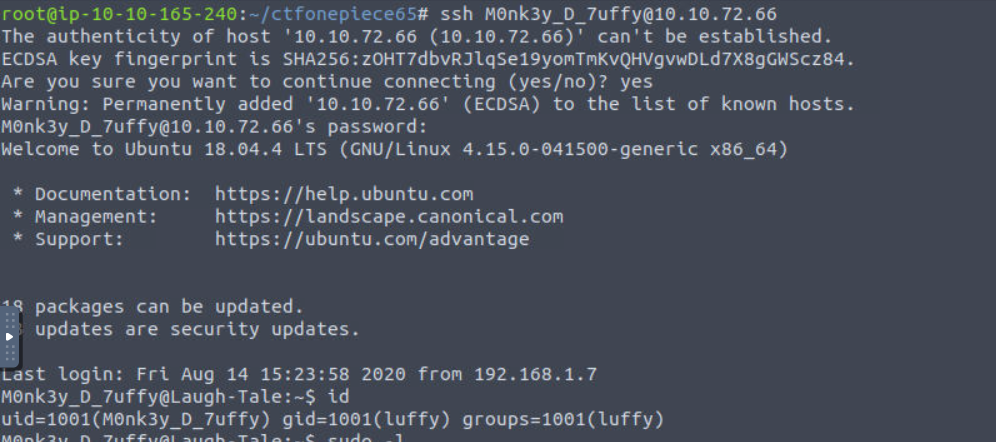 root@ip-10-10-165-240:~/ctfonepiece65# ssh M0nk3y_D_7uffy@10.10.72.66
The authenticity of host '10.10.72.66 (10.10.72.66)' can't be established.
ECDSA key fingerprint is SHA256:zOHT7dbvRJlqSe19yomTmKvQHVgvwDLd7X8gGWScz84.
Are you sure you want to continue connecting (yes/no)? yes
Warning: Permanently added '10.10.72.66' (ECDSA) to the list of known hosts.
M0nk3y_D_7uffy@10.10.72.66's password:
Welcome to Ubuntu 18.04.4 LTS (GNU/Linux 4.15.0-041500-generic x86_64)
* Documentation: https://help.ubuntu.com
* Management: https://landscape.canonical.com
* Support: https://ubuntu.com/advantage
18 packages can be updated.
updates are security updates.
Last login: Fri Aug 14 15:23:58 2020 from 192.168.1.7
M0nk3y_D_7uffy@Laugh-Tale:~$ id
uid=1001(M0nk3y_D_7uffy) gid=1001(luffy) groups=1001(luffy)
M0nk3y_D_7uffy@Laugh-Tale:~$ sudo -l